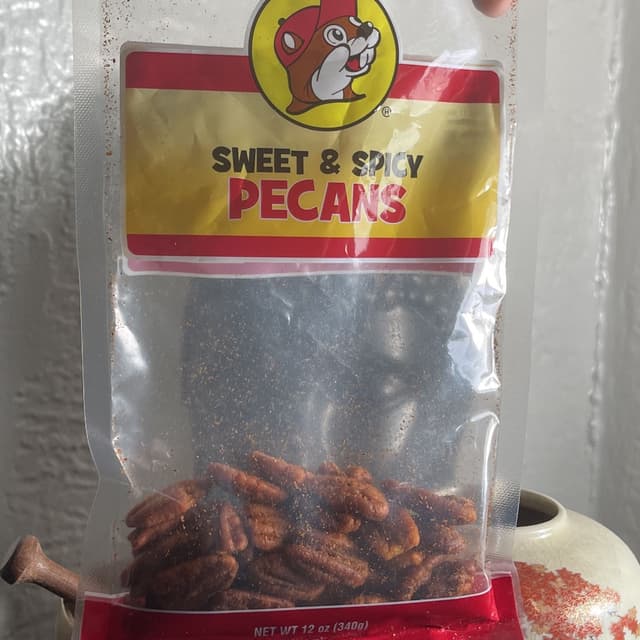 ®
SWEET & SPICY
PECANS
NET WT 12 oz (340g)